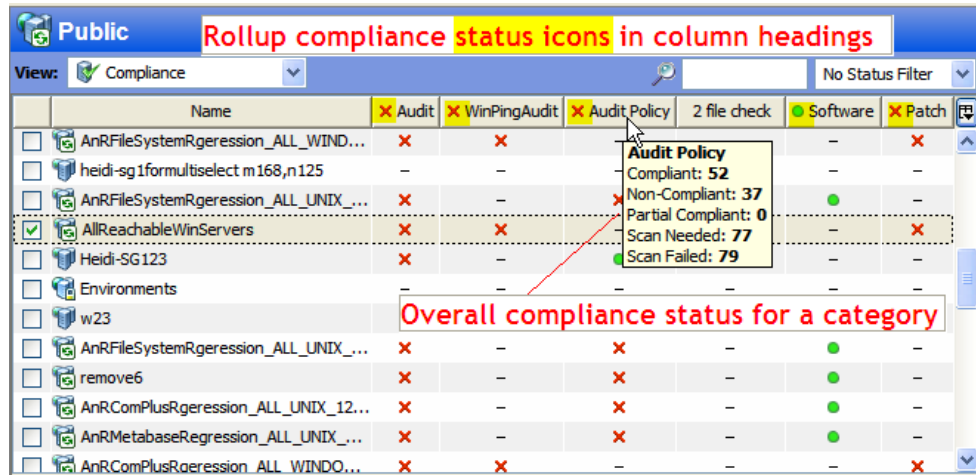 Public
Rollup compliance status icons in column headings
View: Compliance No Status Filter
Name Audit WinPingAudit Audit Policy 2 file check Software Patch
AnRFileSystemRgeression_ALL_WIND... – – –
Audit Policy
Compliant: 52
Non-Compliant: 37
Partial Compliant: 0
Scan Needed: 77
Scan Failed: 79
heidi-sg1formultiselect m168,n125 – – – –
AnRFileSystemRgeression_ALL_UNIX_... – –
AllReachableWinServers – –
Heidi-SG123 – – –
Environments – – – – – –
w23
Overall compliance status for a category
AnRFileSystemRgeression_ALL_UNIX_... – – –
remove6 – – –
AnRComPlusRgeression_ALL_UNIX_12... – – –
AnRMetabaseRegression_ALL_UNIX_... – – –
AnRComPlusRgeression_ALL_WINDO... – – –